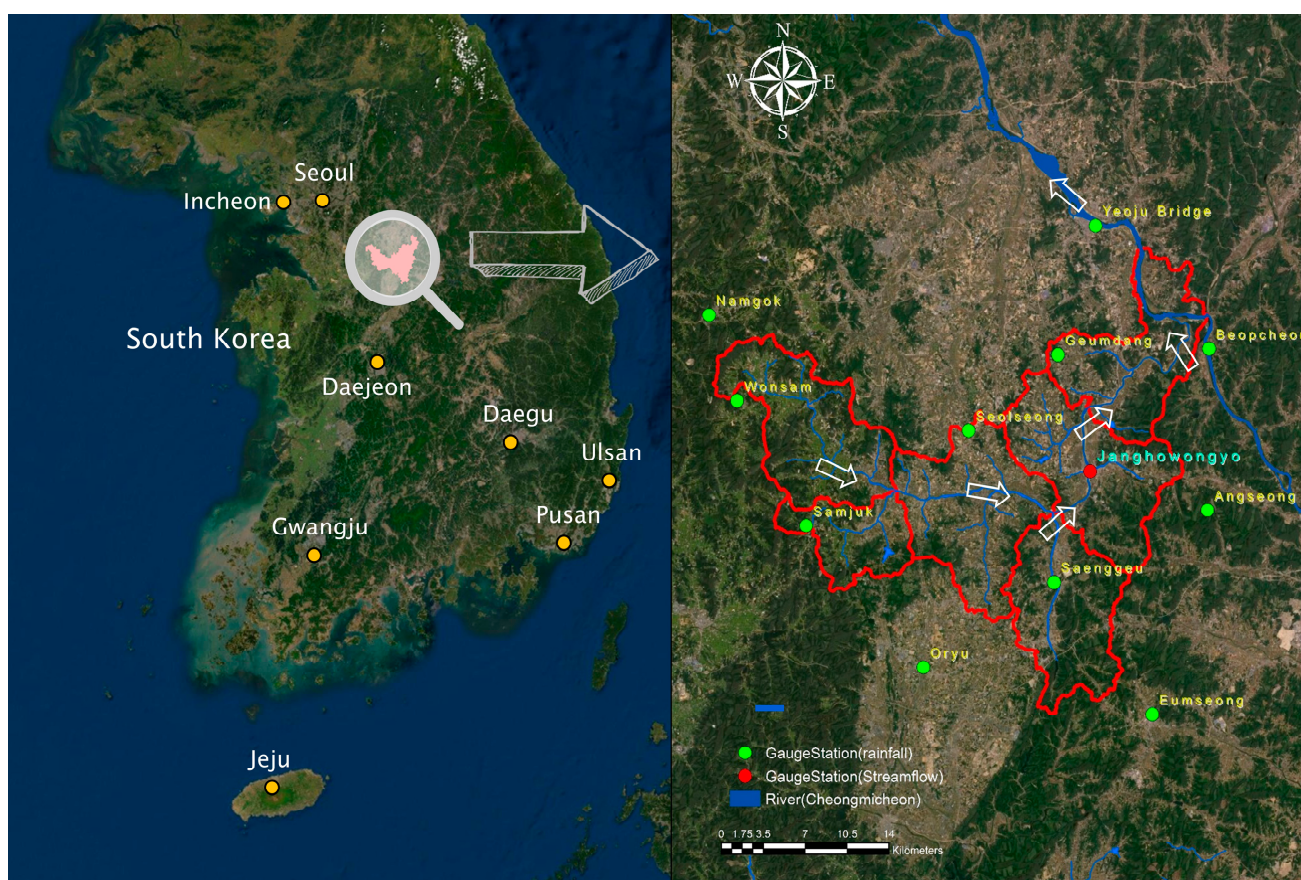 Seoul
Incheon
South Korea
Daejeon
Daegu
Ulsan
Pusan
Gwangju
Jeju
N
W E
S
Yeoju Bridge
Namgok
Geumdang
Beopcheon
Wonsam
Seolseong
Janghowongyo
Angseong
Samjuk
Saenggeu
Oryu
Eumseong
GaugeStation(rainfall)
GaugeStation(Streamflow)
River(Cheongmicheon)
0 1.75 3.5 7 10.5 14
Kilometers